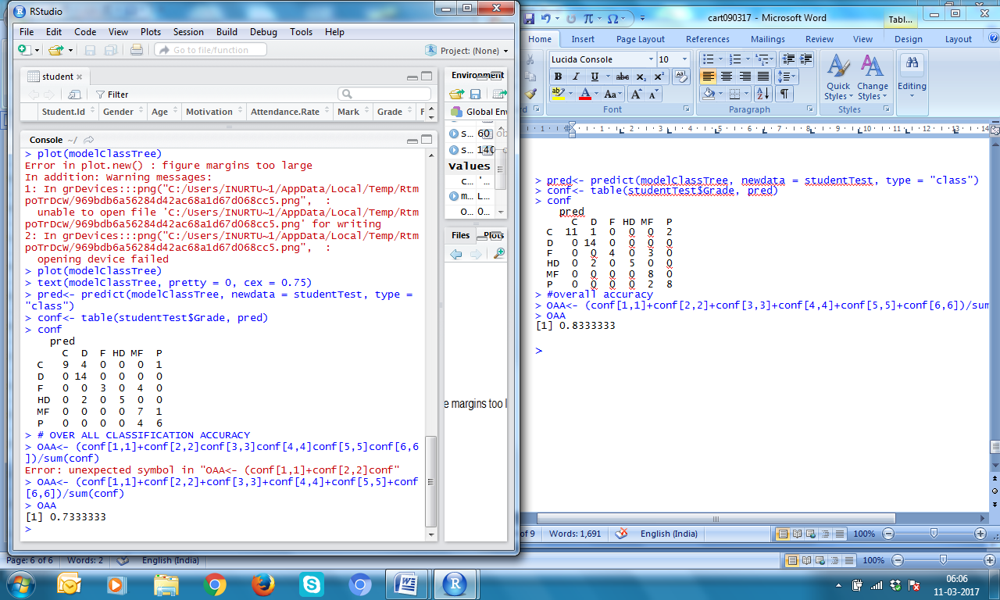 RStudio
File Edit Code View Plots Session Build Debug Tools Help
Go to file/function
Project: (None)
student
Filter
Student.Id Gender Age Motivation Attendance.Rate Mark Grade
Console ~/
> plot(modelClassTree)
Error in plot.new() : figure margins too large
In addition: Warning messages:
1: In grDevices:::png("C:/Users/INURTU~1/AppData/Local/Temp/Rtm
poTrDcW/969bdb6a56284d42ac68a1d67d068cc5.png",  :
  unable to open file 'C:/Users/INURTU~1/AppData/Local/Temp/Rtm
poTrDcW/969bdb6a56284d42ac68a1d67d068cc5.png' for writing
2: In grDevices:::png("C:/Users/INURTU~1/AppData/Local/Temp/Rtm
poTrDcW/969bdb6a56284d42ac68a1d67d068cc5.png",  :
  opening device failed
> plot(modelClassTree)
> text(modelClassTree, pretty = 0, cex = 0.75)
> pred<- predict(modelClassTree, newdata = studentTest, type =
"class")
> conf<- table(studentTest$Grade, pred)
> conf
    pred
      C  D  F HD MF  P
  C   9  4  0  0  0  1
  D   0 14  0  0  0  0
  F   0  0  3  0  4  0
  HD  0  2  0  5  0  0
  MF  0  0  0  0  7  1
  P   0  0  0  0  4  6
> # OVER ALL CLASSIFICATION ACCURACY
> OAA<- (conf[1,1]+conf[2,2]conf[3,3]conf[4,4]conf[5,5]conf[6,6
])/sum(conf)
Error: unexpected symbol in "OAA<- (conf[1,1]+conf[2,2]conf"
> OAA<- (conf[1,1]+conf[2,2]+conf[3,3]+conf[4,4]+conf[5,5]+conf
[6,6])/sum(conf)
> OAA
[1] 0.7333333
>
Environment
Global Env
s... 60 ob
s... 140
Values
c... '
m... L...
O... 0...
Files Plots
e margins too l
cart090317 - Microsoft Word
Tabl...
Home Insert Page Layout References Mailings Review View Design Layout
Lucida Console 10
Quick Styles Change Styles Editing
Font Paragraph Styles
> pred<- predict(modelClassTree, newdata = studentTest, type = "class")
> conf<- table(studentTest$Grade, pred)
> conf
    pred
      C  D  F HD MF  P
  C  11  1  0  0  0  2
  D   0 14  0  0  0  0
  F   0  0  4  0  3  0
  HD  0  2  0  5  0  0
  MF  0  0  0  0  8  0
  P   0  0  0  0  2  8
> #overall accuracy
> OAA<- (conf[1,1]+conf[2,2]+conf[3,3]+conf[4,4]+conf[5,5]+conf[6,6])/sum
> OAA
[1] 0.8333333
>
of 9 Words: 1,691 English (India) 100%
Page: 6 of 6 Words: 2 English (India) 100%
06:06
11-03-2017